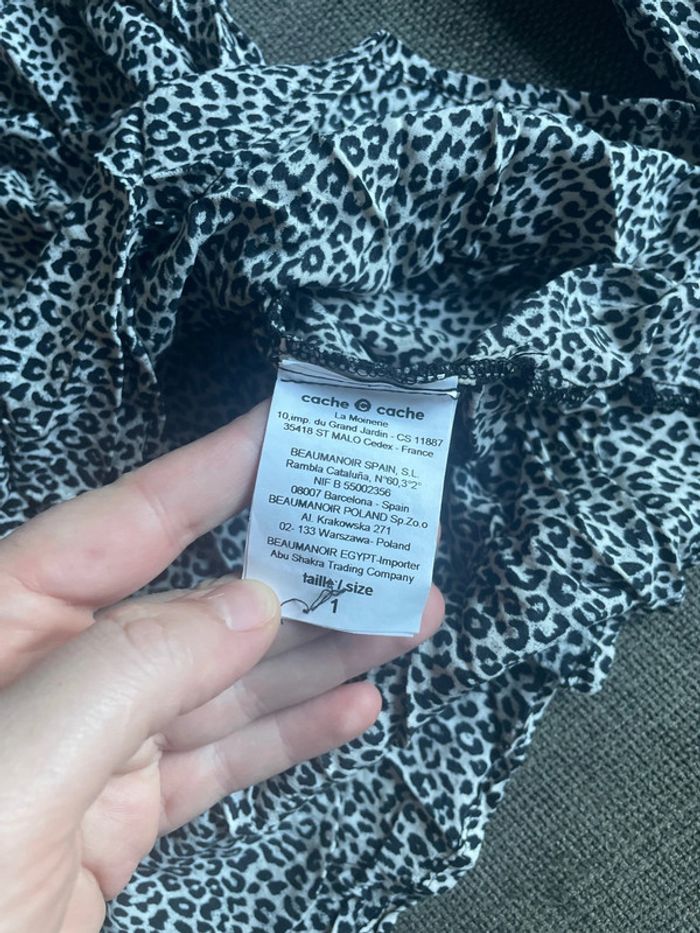 cache c cache
La Moinerie
10,imp. du Grand Jardin - CS 11887
35418 ST MALO Cedex - France
BEAUMANOIR SPAIN, S.L
Rambla Cataluña, N°60,3°2°
NIF B 55002356
08007 Barcelona - Spain
BEAUMANOIR POLAND Sp.Zo.o
Al. Krakowska 271
02- 133 Warszawa- Poland
BEAUMANOIR EGYPT-Importer
Abu Shakra Trading Company
taille / size
1